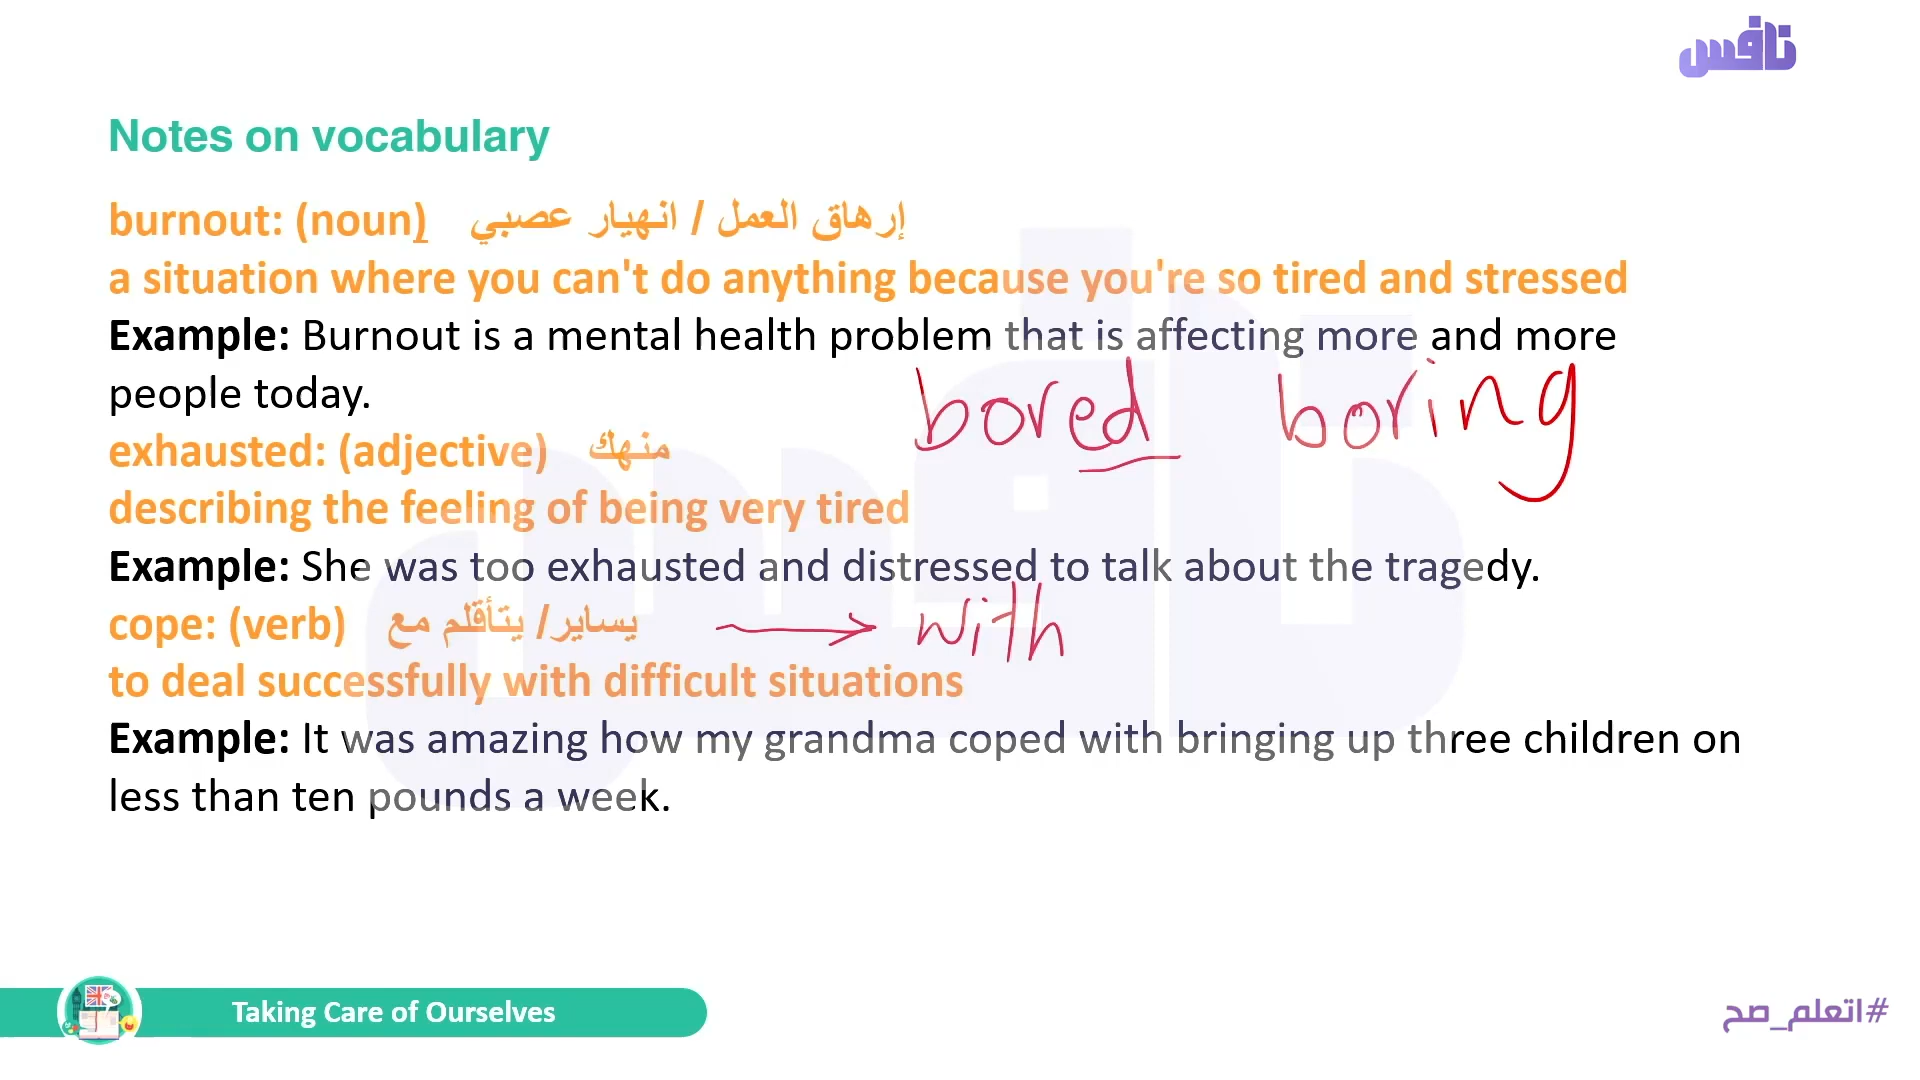 نافس
Notes on vocabulary
burnout: (noun) إرهاق العمل / انهيار عصبي
a situation where you can't do anything because you're so tired and stressed
Example: Burnout is a mental health problem that is affecting more and more
people today.
bored boring
exhausted: (adjective) منهك
describing the feeling of being very tired
Example: She was too exhausted and distressed to talk about the tragedy.
cope: (verb) يساير/ يتأقلم مع → with
to deal successfully with difficult situations
Example: It was amazing how my grandma coped with bringing up three children on
less than ten pounds a week.
Taking Care of Ourselves
#اتعلم_صح